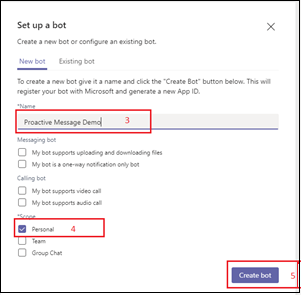 Set up a bot
Create a new bot or configure an existing bot.
New bot Existing bot
To create a new bot give it a name and click the "Create Bot" button below. This will
register your bot with Microsoft and generate a new App ID.
*Name
Proactive Message Demo 3
Messaging bot
My bot supports uploading and downloading files
My bot is a one-way notification only bot
Calling bot
My bot supports video call
My bot supports audio call
*Scope
Personal 4
Team
Group Chat
Create bot 5